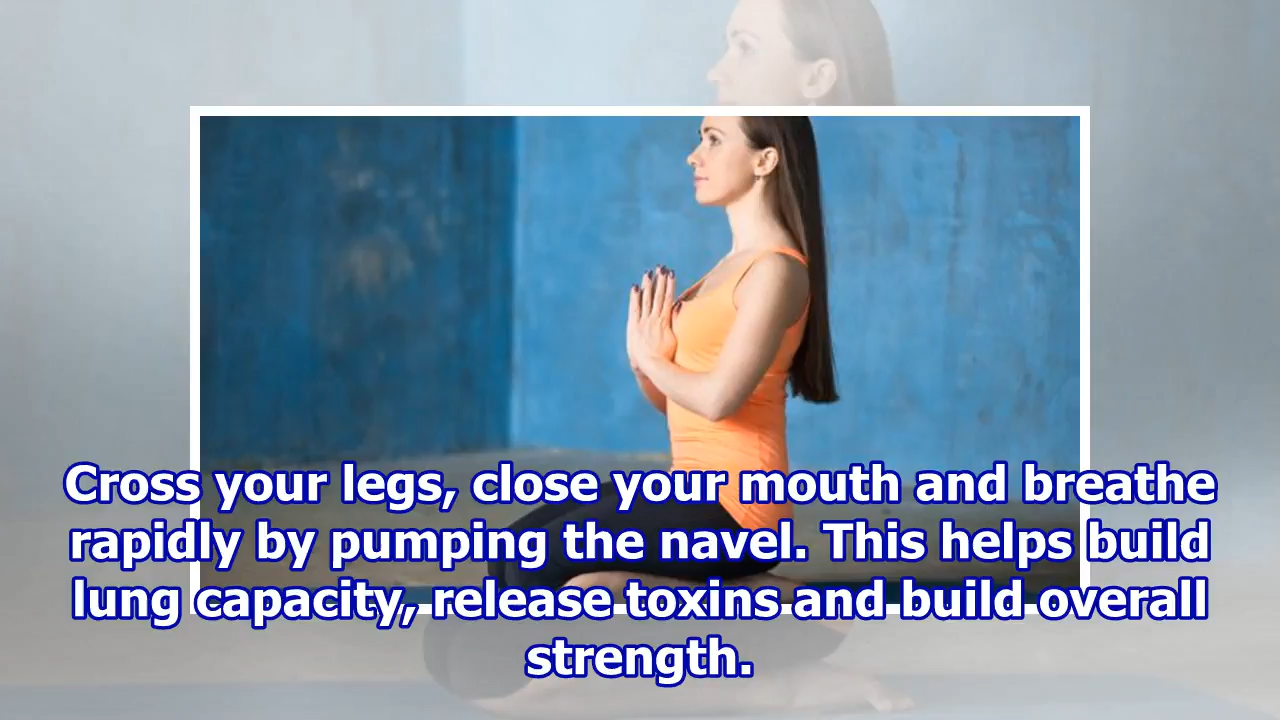 Cross your legs, close your mouth and breathe
rapidly by pumping the navel. This helps build
lung capacity, release toxins and build overall
strength.